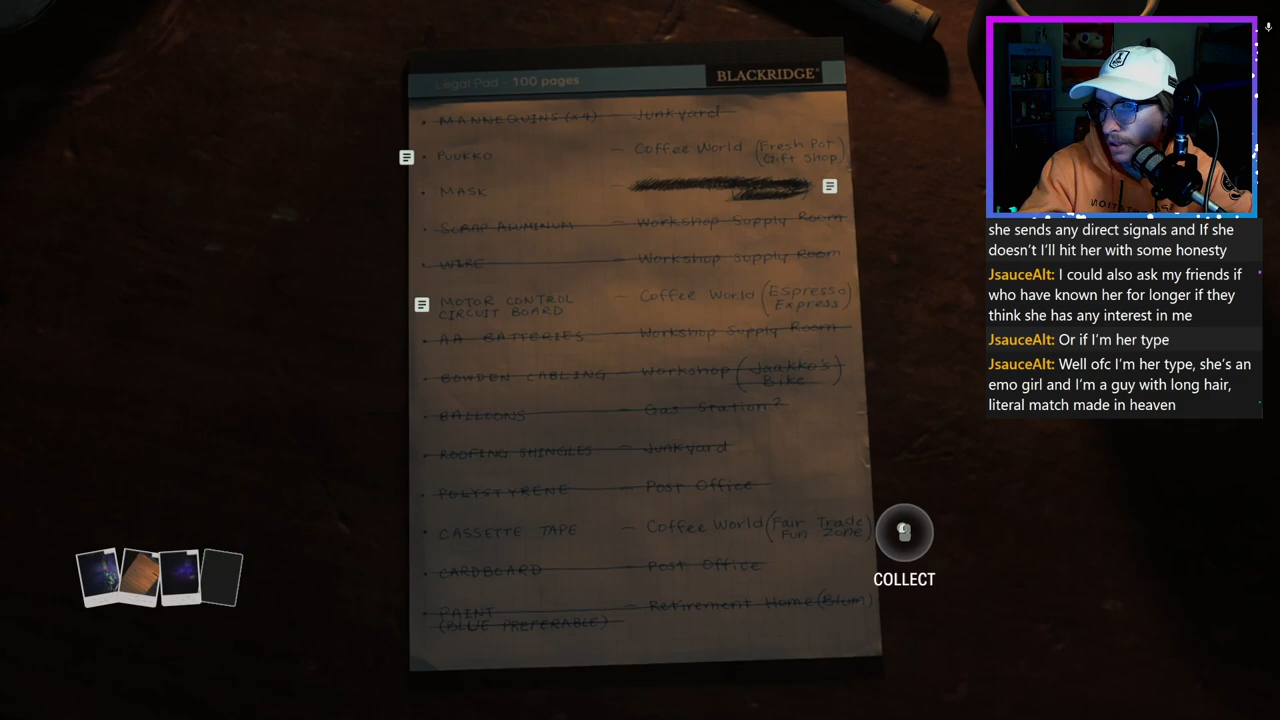 Legal Pad - 100 pages BLACKRIDGE®
MANNEQUINS (x4) — Junkyard
PUUKKO — Coffee World (Fresh Pot Gift Shop)
MASK —
SCRAP ALUMINUM — Workshop Supply Room
WIRE — Workshop Supply Room
MOTOR CONTROL CIRCUIT BOARD — Coffee World (Espresso Express)
AA BATTERIES — Workshop Supply Room
BOWDEN CABLING — Workshop (Jaakko's Bike)
BALLOONS — Gas Station?
ROOFING SHINGLES — Junkyard
POLYSTYRENE — Post Office
CASSETTE TAPE — Coffee World (Fair Trade Fun Zone)
CARDBOARD — Post Office
PAINT (BLUE PREFERABLE) — Retirement Home (Blum)
COLLECT
she sends any direct signals and If she
doesn't I'll hit her with some honesty
JsauceAlt: I could also ask my friends if
who have known her for longer if they
think she has any interest in me
JsauceAlt: Or if I'm her type
JsauceAlt: Well ofc I'm her type, she's an
emo girl and I'm a guy with long hair,
literal match made in heaven